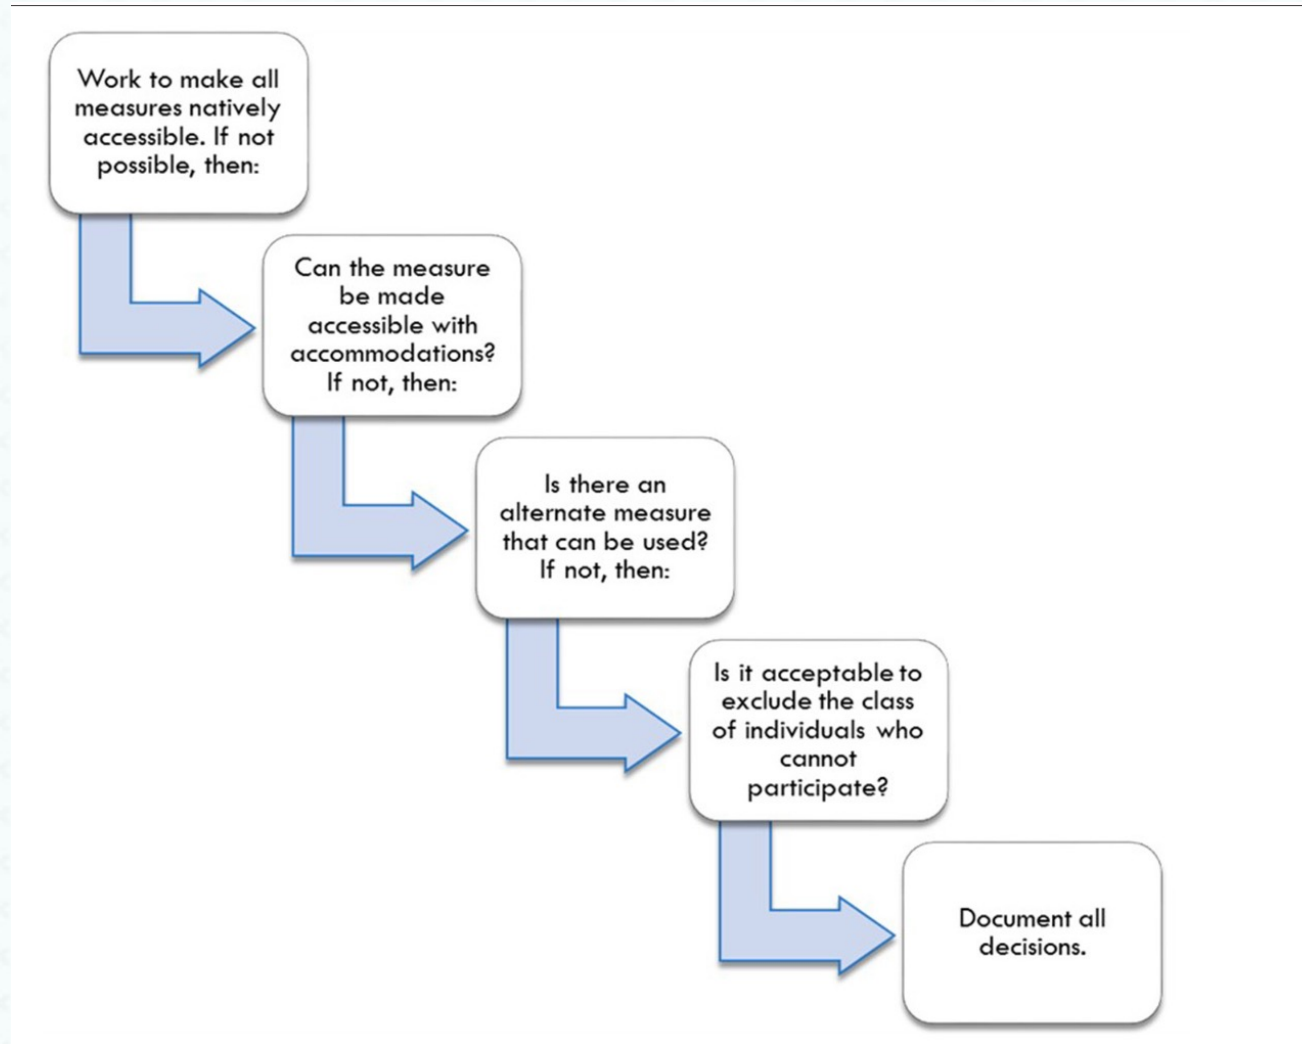 Work to make all
measures natively
accessible. If not
possible, then:
Can the measure
be made
accessible with
accommodations?
If not, then:
Is there an
alternate measure
that can be used?
If not, then:
Is it acceptable to
exclude the class
of individuals who
cannot
participate?
Document all
decisions.